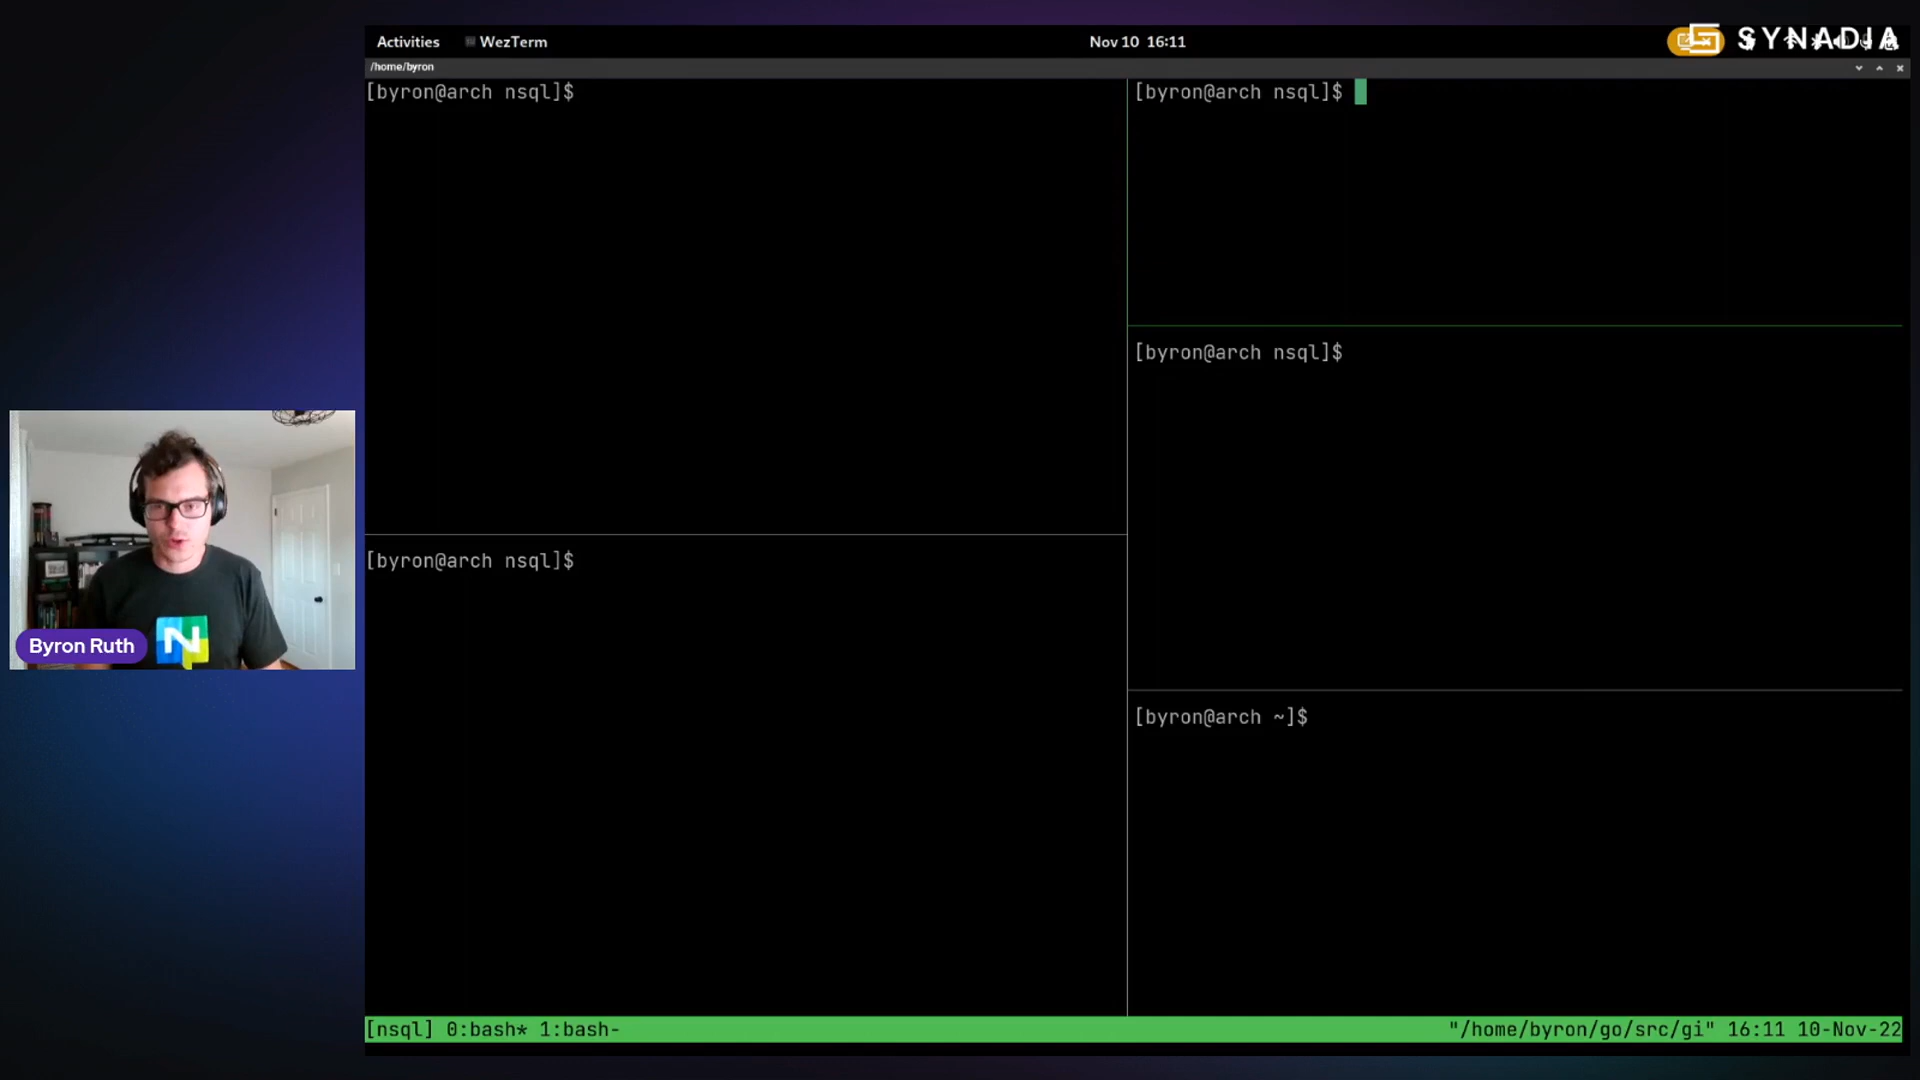 Activities WezTerm Nov 10 16:11
SYNADIA
/home/byron
[byron@arch nsql]$
[byron@arch nsql]$
[byron@arch nsql]$
[byron@arch nsql]$
[byron@arch ~]$
Byron Ruth
N
[nsql] 0:bash* 1:bash- "/home/byron/go/src/gi" 16:11 10-Nov-22